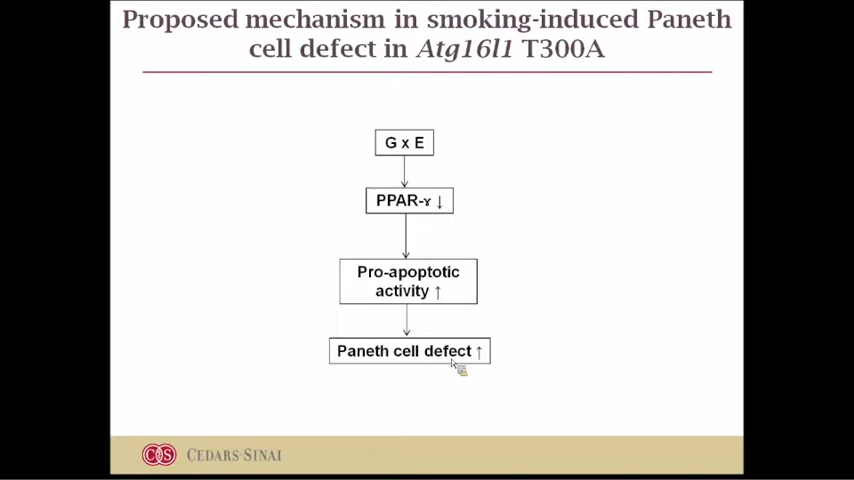 Proposed mechanism in smoking-induced Paneth
cell defect in Atg16l1 T300A
G x E
PPAR-ɤ ↓
Pro-apoptotic
activity ↑
Paneth cell defect ↑
CEDARS-SINAI